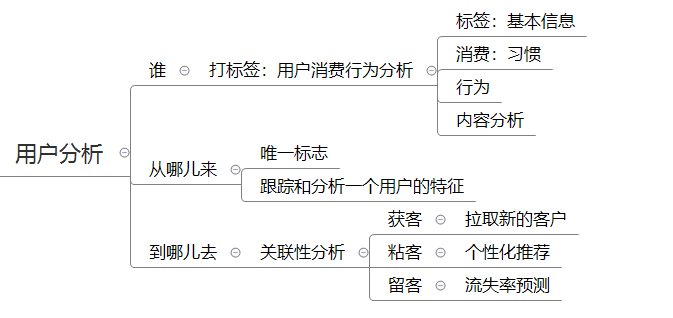 用户分析
谁
打标签：用户消费行为分析
标签：基本信息
消费：习惯
行为
内容分析
从哪儿来
唯一标志
跟踪和分析一个用户的特征
到哪儿去
关联性分析
获客
拉取新的客户
粘客
个性化推荐
留客
流失率预测